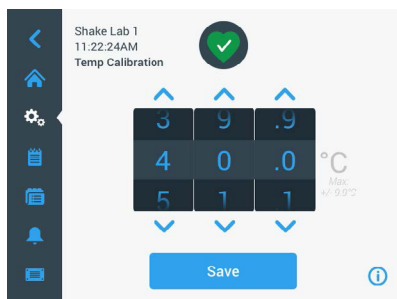 Shake Lab 1
11:22:24AM
Temp Calibration
3 9 .9
4 0 .0
5 1 .1
°C
Max:
+/- 9.9°C
Save